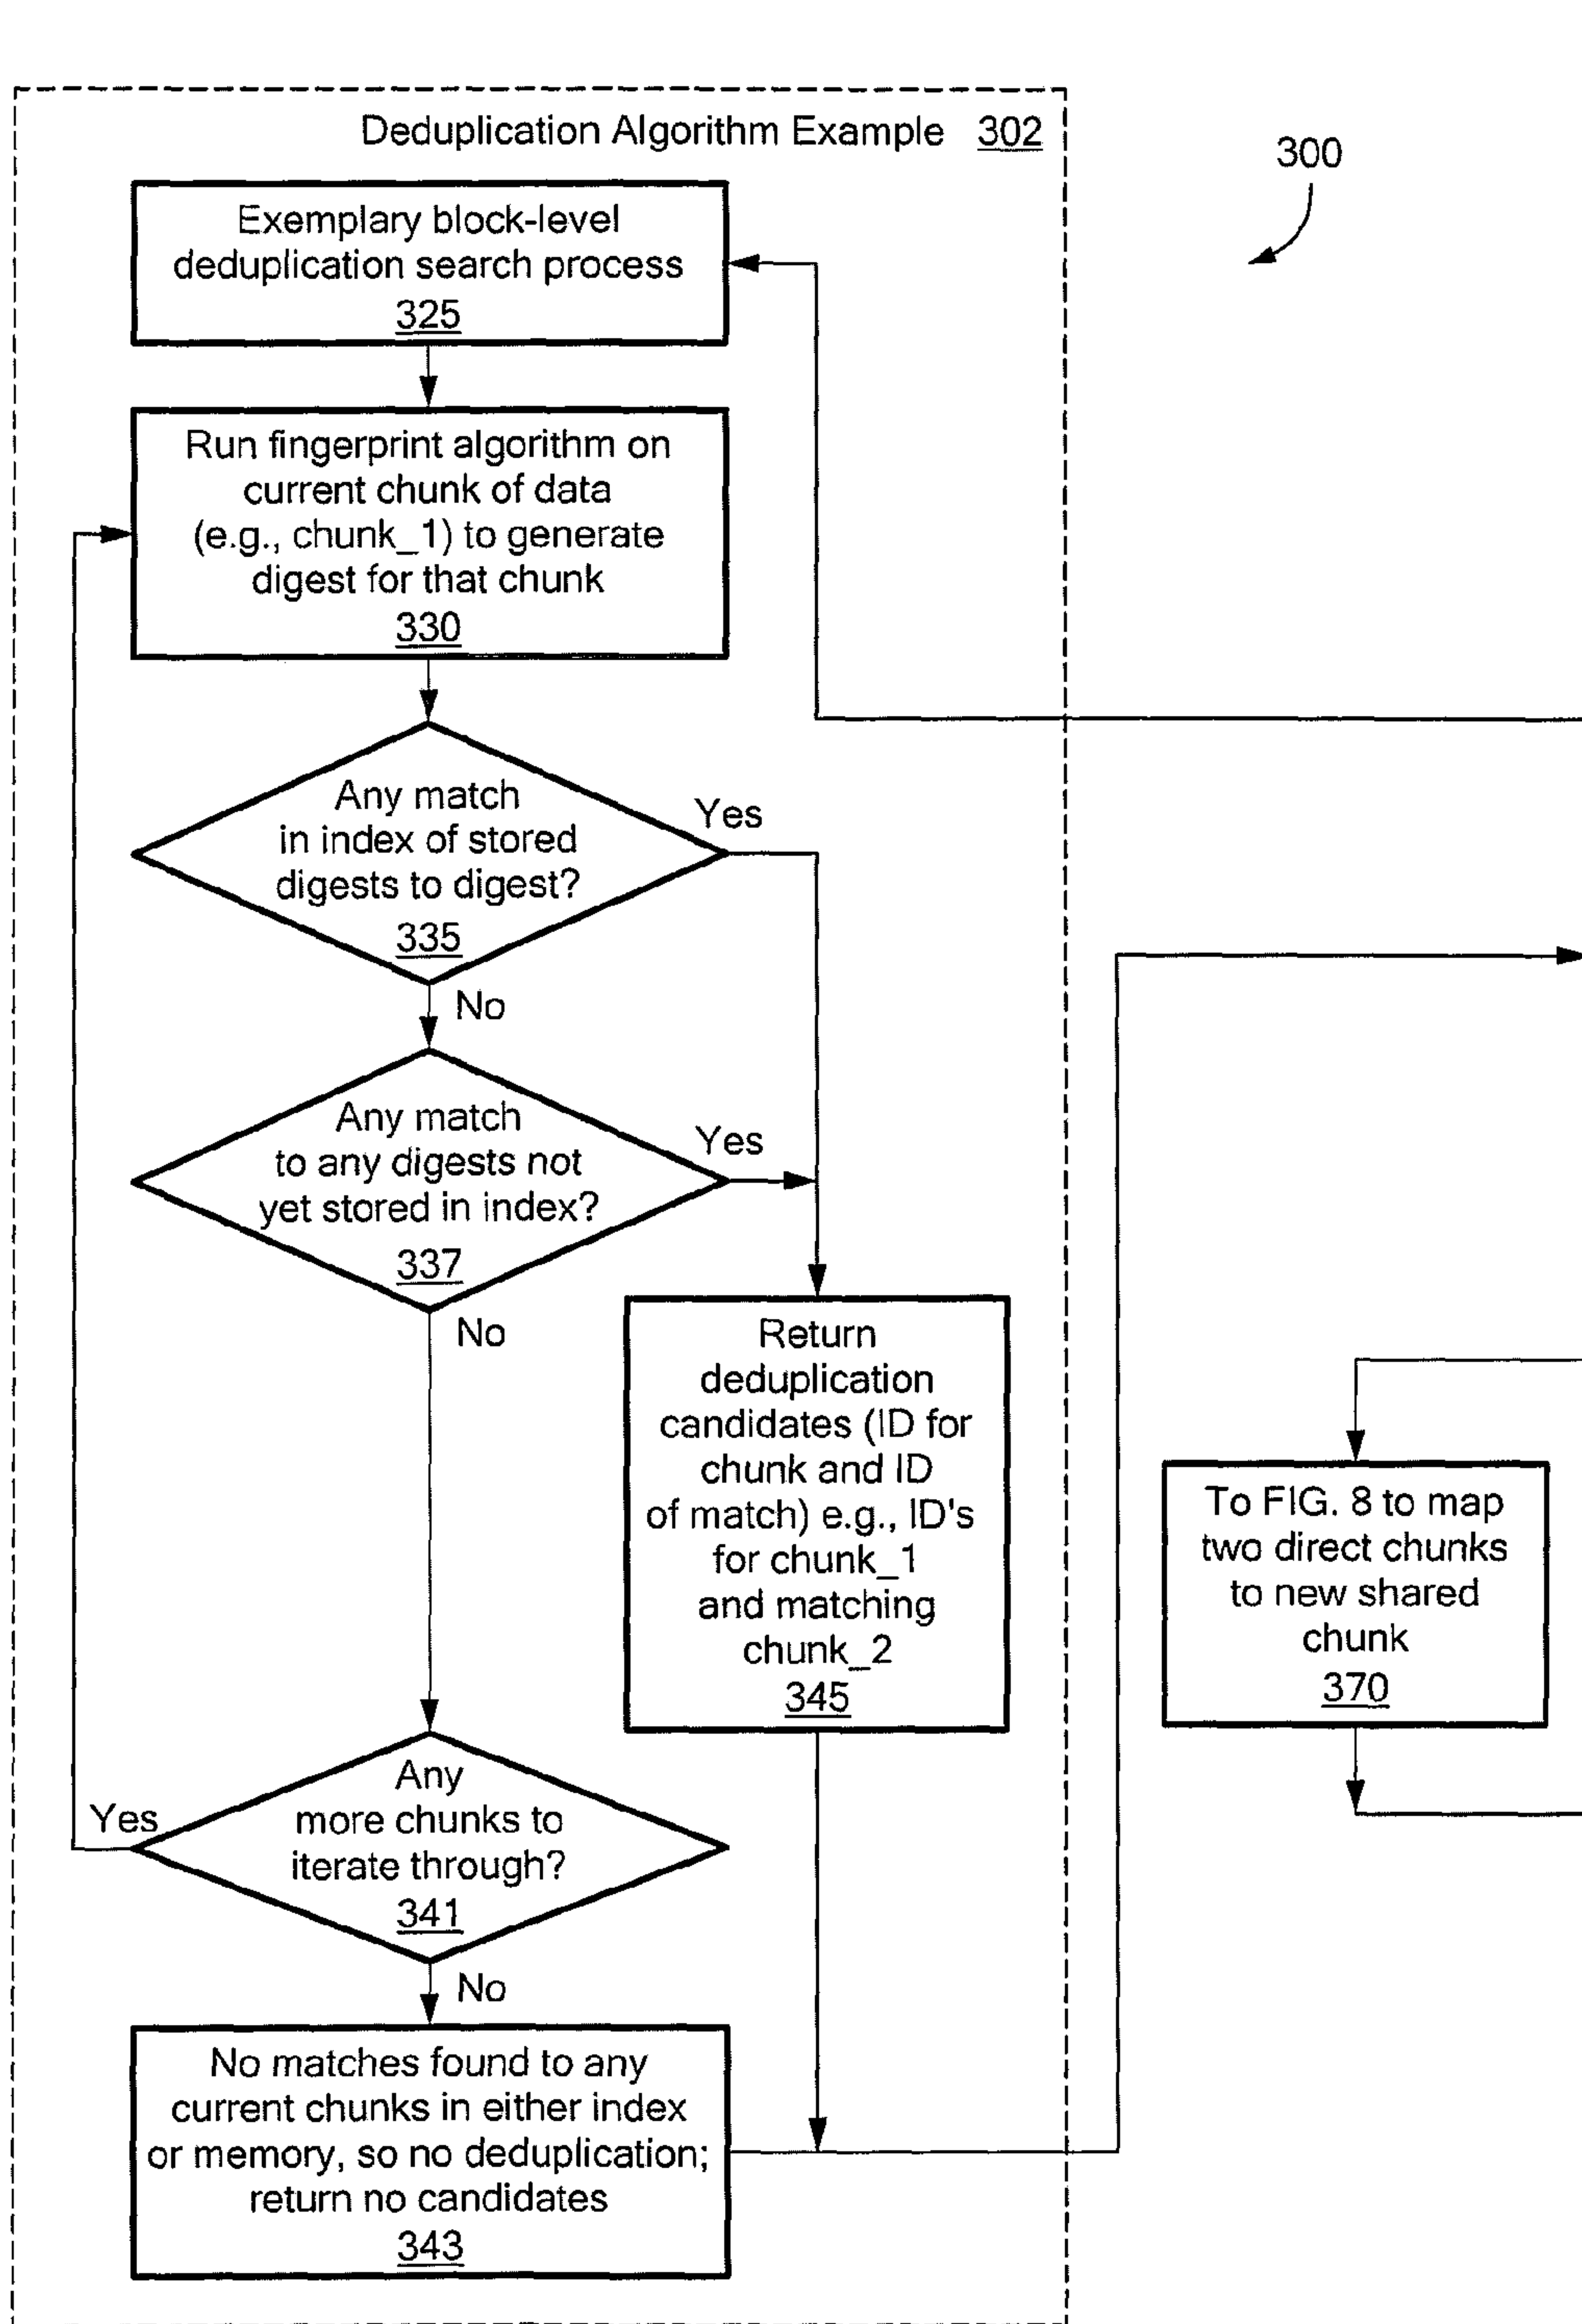 Deduplication Algorithm Example 302
300
Exemplary block-level
deduplication search process
325
Run fingerprint algorithm on
current chunk of data
(e.g., chunk_1) to generate
digest for that chunk
330
Any match
in index of stored
digests to digest?
335
Yes
No
Any match
to any digests not
yet stored in index?
337
Yes
No
Return
deduplication
candidates (ID for
chunk and ID
of match) e.g., ID's
for chunk_1
and matching
chunk_2
345
To FIG. 8 to map
two direct chunks
to new shared
chunk
370
Any
more chunks to
iterate through?
341
Yes
No
No matches found to any
current chunks in either index
or memory, so no deduplication;
return no candidates
343